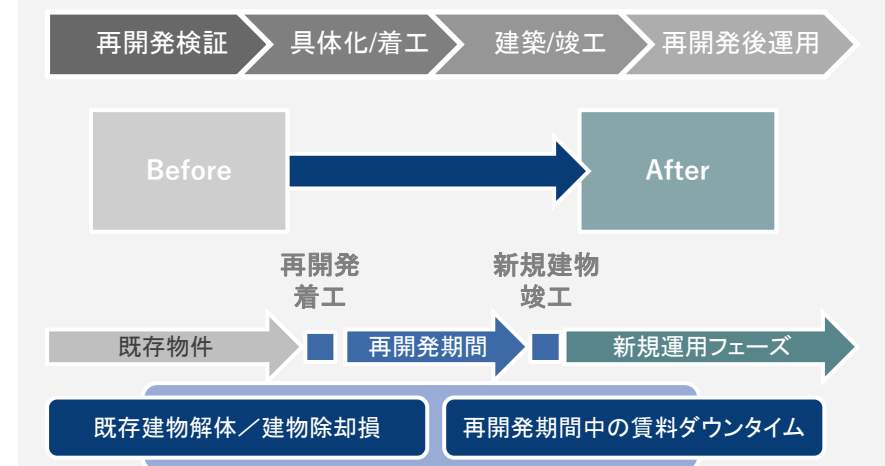 再開発検証
具体化/着工
建築/竣工
再開発後運用
Before
After
再開発
着工
新規建物
竣工
既存物件
再開発期間
新規運用フェーズ
既存建物解体／建物除却損
再開発期間中の賃料ダウンタイム